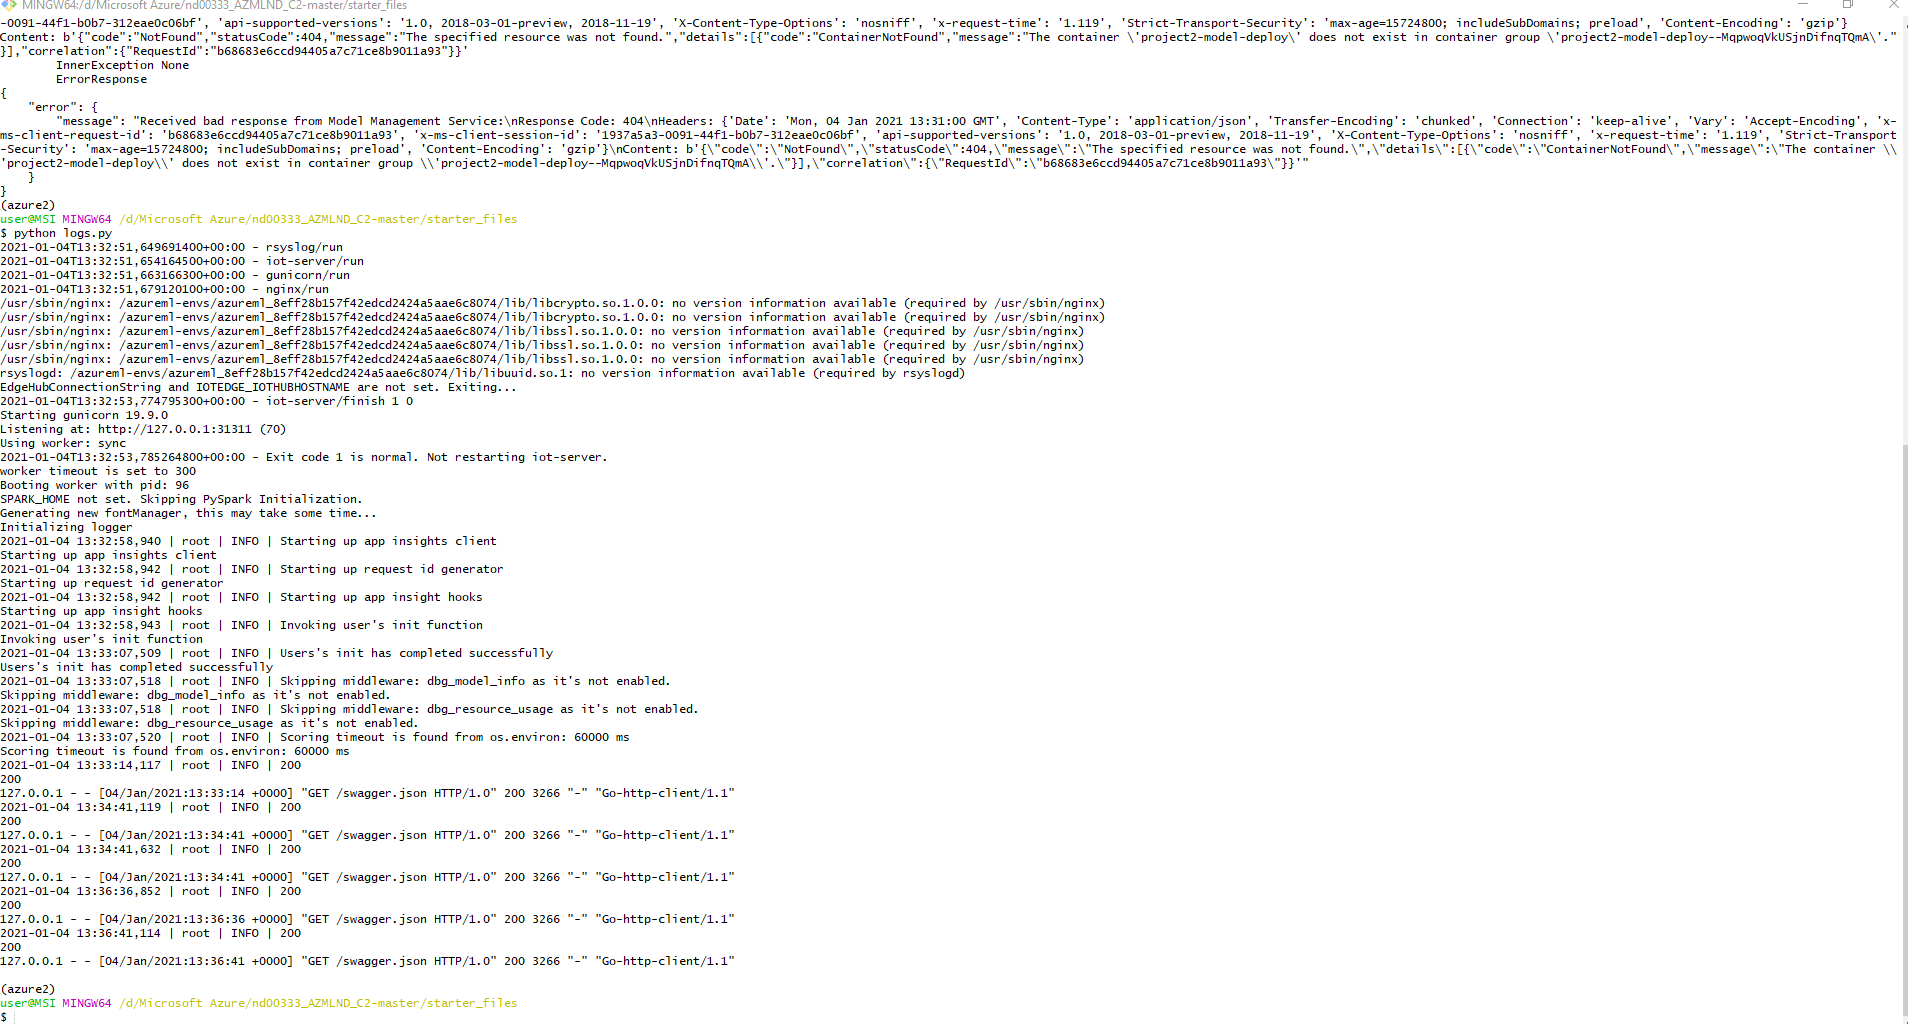 MINGW64:/d/Microsoft Azure/nd00333_AZMLND_C2-master/starter_files
-0091-44f1-b0b7-312eae0c06bf', 'api-supported-versions': '1.0, 2018-03-01-preview, 2018-11-19', 'X-Content-Type-Options': 'nosniff', 'x-request-time': '1.119', 'Strict-Transport-Security': 'max-age=15724800; includeSubDomains; preload', 'Content-Encoding': 'gzip'}
Content: b'{"code":"NotFound","statusCode":404,"message":"The specified resource was not found.","details":[{"code":"ContainerNotFound","message":"The container \'project2-model-deploy\' does not exist in container group \'project2-model-deploy--MqpwoqVkUSjnDifnqTQmA\'."
}],"correlation":{"RequestId":"b68683e6ccd94405a7c71ce8b9011a93"}}'
        InnerException None
        ErrorResponse
{
    "error": {
        "message": "Received bad response from Model Management Service:\nResponse Code: 404\nHeaders: {'Date': 'Mon, 04 Jan 2021 13:31:00 GMT', 'Content-Type': 'application/json', 'Transfer-Encoding': 'chunked', 'Connection': 'keep-alive', 'Vary': 'Accept-Encoding', 'x-
ms-client-request-id': 'b68683e6ccd94405a7c71ce8b9011a93', 'x-ms-client-session-id': '1937a5a3-0091-44f1-b0b7-312eae0c06bf', 'api-supported-versions': '1.0, 2018-03-01-preview, 2018-11-19', 'X-Content-Type-Options': 'nosniff', 'x-request-time': '1.119', 'Strict-Transport
-Security': 'max-age=15724800; includeSubDomains; preload', 'Content-Encoding': 'gzip'}\nContent: b'{\"code\":\"NotFound\",\"statusCode\":404,\"message\":\"The specified resource was not found.\",\"details\":[{\"code\":\"ContainerNotFound\",\"message\":\"The container \\
'project2-model-deploy\\' does not exist in container group \\'project2-model-deploy--MqpwoqVkUSjnDifnqTQmA\\'.\"}],\"correlation\":{\"RequestId\":\"b68683e6ccd94405a7c71ce8b9011a93\"}}'"
    }
}
(azure2)
user@MSI MINGW64 /d/Microsoft Azure/nd00333_AZMLND_C2-master/starter_files
$ python logs.py
2021-01-04T13:32:51,649691400+00:00 - rsyslog/run
2021-01-04T13:32:51,654164500+00:00 - iot-server/run
2021-01-04T13:32:51,663166300+00:00 - gunicorn/run
2021-01-04T13:32:51,679120100+00:00 - nginx/run
/usr/sbin/nginx: /azureml-envs/azureml_8eff28b157f42edcd2424a5aae6c8074/lib/libcrypto.so.1.0.0: no version information available (required by /usr/sbin/nginx)
/usr/sbin/nginx: /azureml-envs/azureml_8eff28b157f42edcd2424a5aae6c8074/lib/libcrypto.so.1.0.0: no version information available (required by /usr/sbin/nginx)
/usr/sbin/nginx: /azureml-envs/azureml_8eff28b157f42edcd2424a5aae6c8074/lib/libssl.so.1.0.0: no version information available (required by /usr/sbin/nginx)
/usr/sbin/nginx: /azureml-envs/azureml_8eff28b157f42edcd2424a5aae6c8074/lib/libssl.so.1.0.0: no version information available (required by /usr/sbin/nginx)
/usr/sbin/nginx: /azureml-envs/azureml_8eff28b157f42edcd2424a5aae6c8074/lib/libssl.so.1.0.0: no version information available (required by /usr/sbin/nginx)
rsyslogd: /azureml-envs/azureml_8eff28b157f42edcd2424a5aae6c8074/lib/libuuid.so.1: no version information available (required by rsyslogd)
EdgeHubConnectionString and IOTEDGE_IOTHUBHOSTNAME are not set. Exiting...
2021-01-04T13:32:53,774795300+00:00 - iot-server/finish 1 0
Starting gunicorn 19.9.0
Listening at: http://127.0.0.1:31311 (70)
Using worker: sync
2021-01-04T13:32:53,785264800+00:00 - Exit code 1 is normal. Not restarting iot-server.
worker timeout is set to 300
Booting worker with pid: 96
SPARK_HOME not set. Skipping PySpark Initialization.
Generating new fontManager, this may take some time...
Initializing logger
2021-01-04 13:32:58,940 | root | INFO | Starting up app insights client
Starting up app insights client
2021-01-04 13:32:58,942 | root | INFO | Starting up request id generator
Starting up request id generator
2021-01-04 13:32:58,942 | root | INFO | Starting up app insight hooks
Starting up app insight hooks
2021-01-04 13:32:58,943 | root | INFO | Invoking user's init function
Invoking user's init function
2021-01-04 13:33:07,509 | root | INFO | Users's init has completed successfully
Users's init has completed successfully
2021-01-04 13:33:07,518 | root | INFO | Skipping middleware: dbg_model_info as it's not enabled.
Skipping middleware: dbg_model_info as it's not enabled.
2021-01-04 13:33:07,518 | root | INFO | Skipping middleware: dbg_resource_usage as it's not enabled.
Skipping middleware: dbg_resource_usage as it's not enabled.
2021-01-04 13:33:07,520 | root | INFO | Scoring timeout is found from os.environ: 60000 ms
Scoring timeout is found from os.environ: 60000 ms
2021-01-04 13:33:14,117 | root | INFO | 200
200
127.0.0.1 - - [04/Jan/2021:13:33:14 +0000] "GET /swagger.json HTTP/1.0" 200 3266 "-" "Go-http-client/1.1"
2021-01-04 13:34:41,119 | root | INFO | 200
200
127.0.0.1 - - [04/Jan/2021:13:34:41 +0000] "GET /swagger.json HTTP/1.0" 200 3266 "-" "Go-http-client/1.1"
2021-01-04 13:34:41,632 | root | INFO | 200
200
127.0.0.1 - - [04/Jan/2021:13:34:41 +0000] "GET /swagger.json HTTP/1.0" 200 3266 "-" "Go-http-client/1.1"
2021-01-04 13:36:36,852 | root | INFO | 200
200
127.0.0.1 - - [04/Jan/2021:13:36:36 +0000] "GET /swagger.json HTTP/1.0" 200 3266 "-" "Go-http-client/1.1"
2021-01-04 13:36:41,114 | root | INFO | 200
200
127.0.0.1 - - [04/Jan/2021:13:36:41 +0000] "GET /swagger.json HTTP/1.0" 200 3266 "-" "Go-http-client/1.1"
(azure2)
user@MSI MINGW64 /d/Microsoft Azure/nd00333_AZMLND_C2-master/starter_files
$